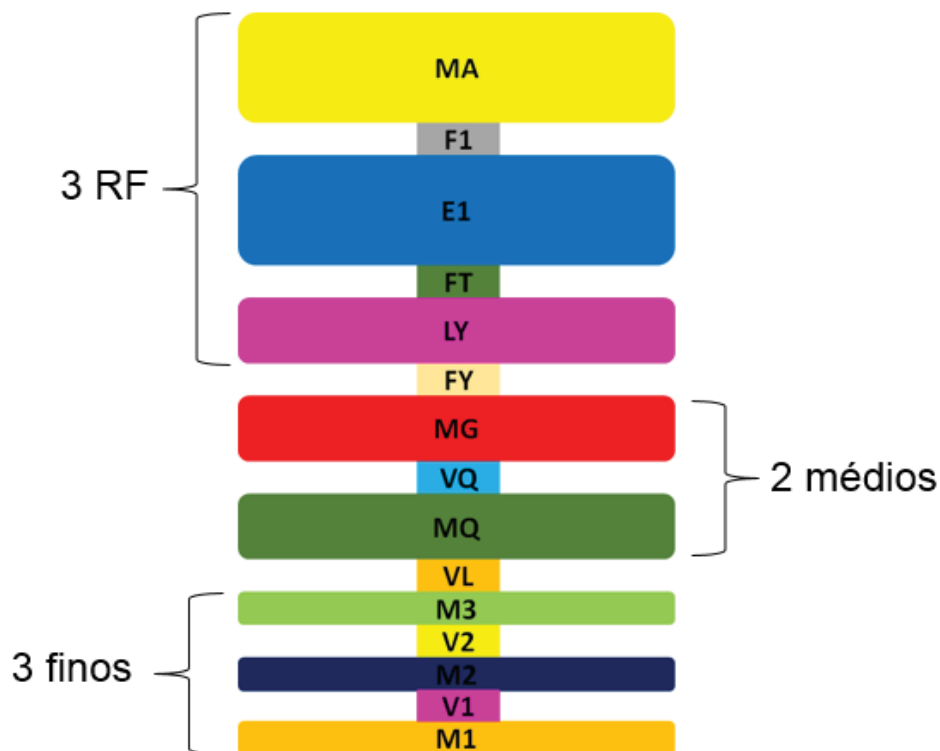 MA
F1
3 RF
E1
FT
LY
FY
MG
VQ
2 médios
MQ
VL
M3
V2
3 finos
M2
V1
M1